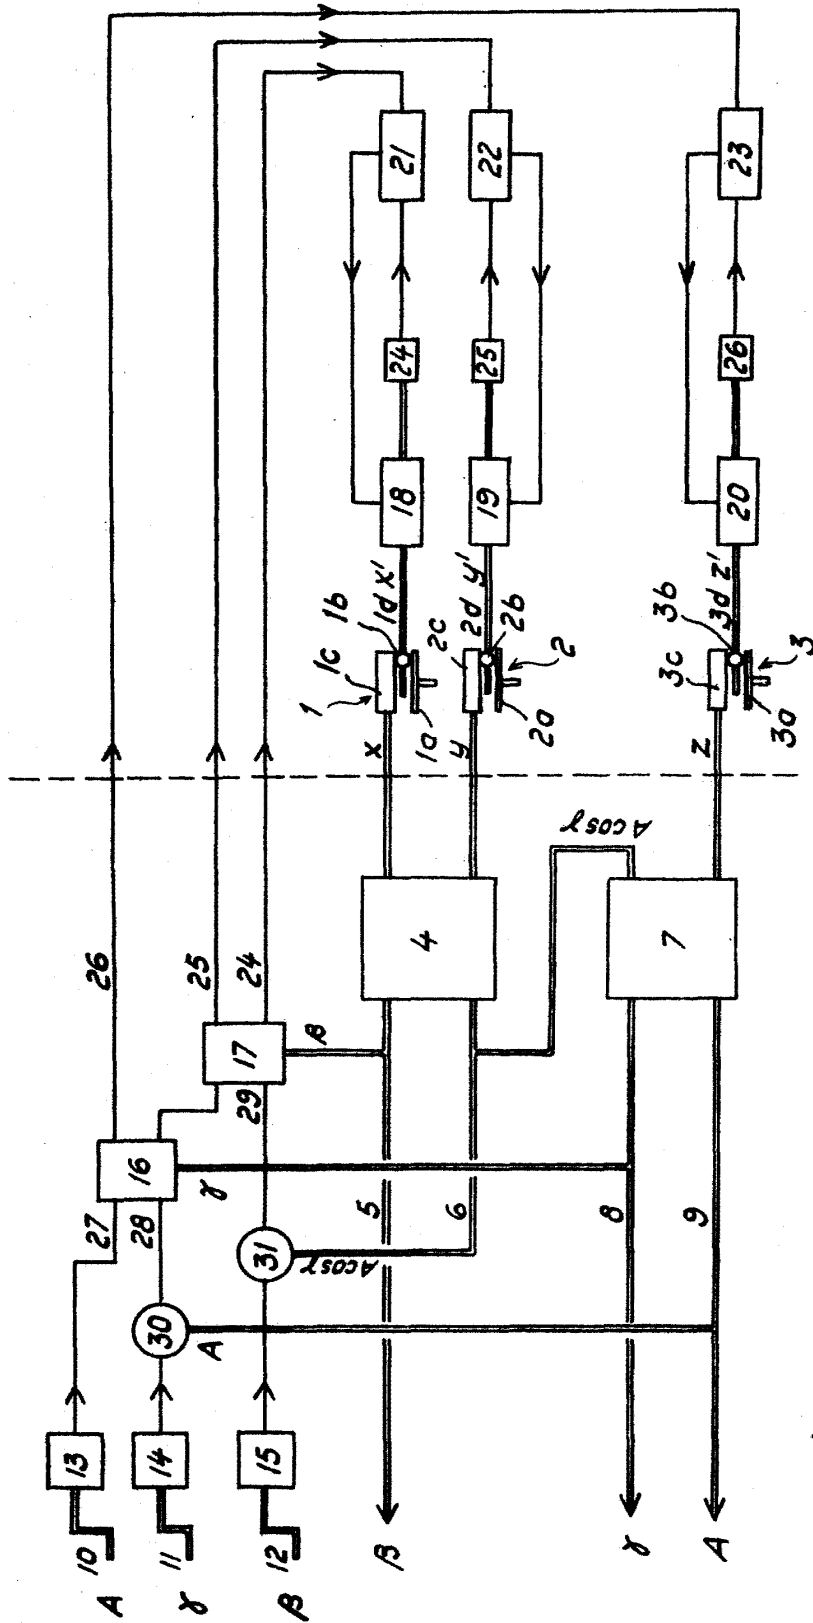 A 10 13 27 26
γ 11 14 30 28 16 25
A γ 31 29 17 24
β 12 15
A cos γ
β
β 5 4 x 1 1c 1b 1d x' 18 24 21
1a
6 y 2c 2d y' 19 25 22
2a 2 2b
A cos γ
γ 8 7
A 9 z 3c 3d z' 20 26 23
3a 3 3b